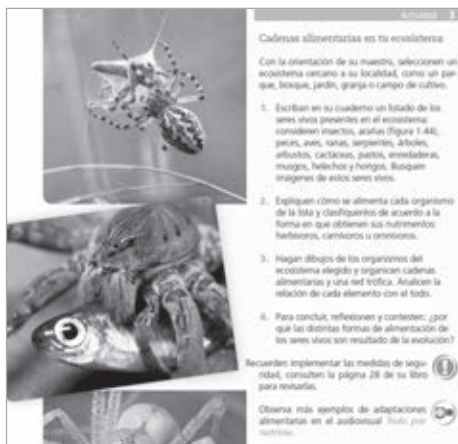 Actividad 3
Cadenas alimentarias en tu ecosistema
Con la orientación de su maestro, seleccionen un
ecosistema cercano a su localidad, como un par-
que, bosque, jardín, granja o campo de cultivo.
1. Escriban en su cuaderno un listado de los
seres vivos presentes en el ecosistema:
consideren insectos, arañas (figura 1.44),
peces, aves, ranas, serpientes, árboles,
arbustos, cactáceas, pastos, enredaderas,
musgos, helechos y hongos. Busquen
imágenes de estos seres vivos.
2. Expliquen cómo se alimenta cada organismo
de la lista y clasifíquenlos de acuerdo a la
forma en que obtienen sus nutrimentos:
herbívoros, carnívoros u omnívoros.
3. Hagan dibujos de los organismos del
ecosistema elegido y organicen cadenas
alimentarias y una red trófica. Analicen la
relación de cada elemento con el todo.
4. Para concluir, reflexionen y contesten: ¿por
qué las distintas formas de alimentación de
los seres vivos son resultado de la evolución?
Recuerden implementar las medidas de segu-
ridad, consulten la página 28 de su libro
para revisarlas.
Observa más ejemplos de adaptaciones
alimentarias en el audiovisual Todo por
nutrirse.